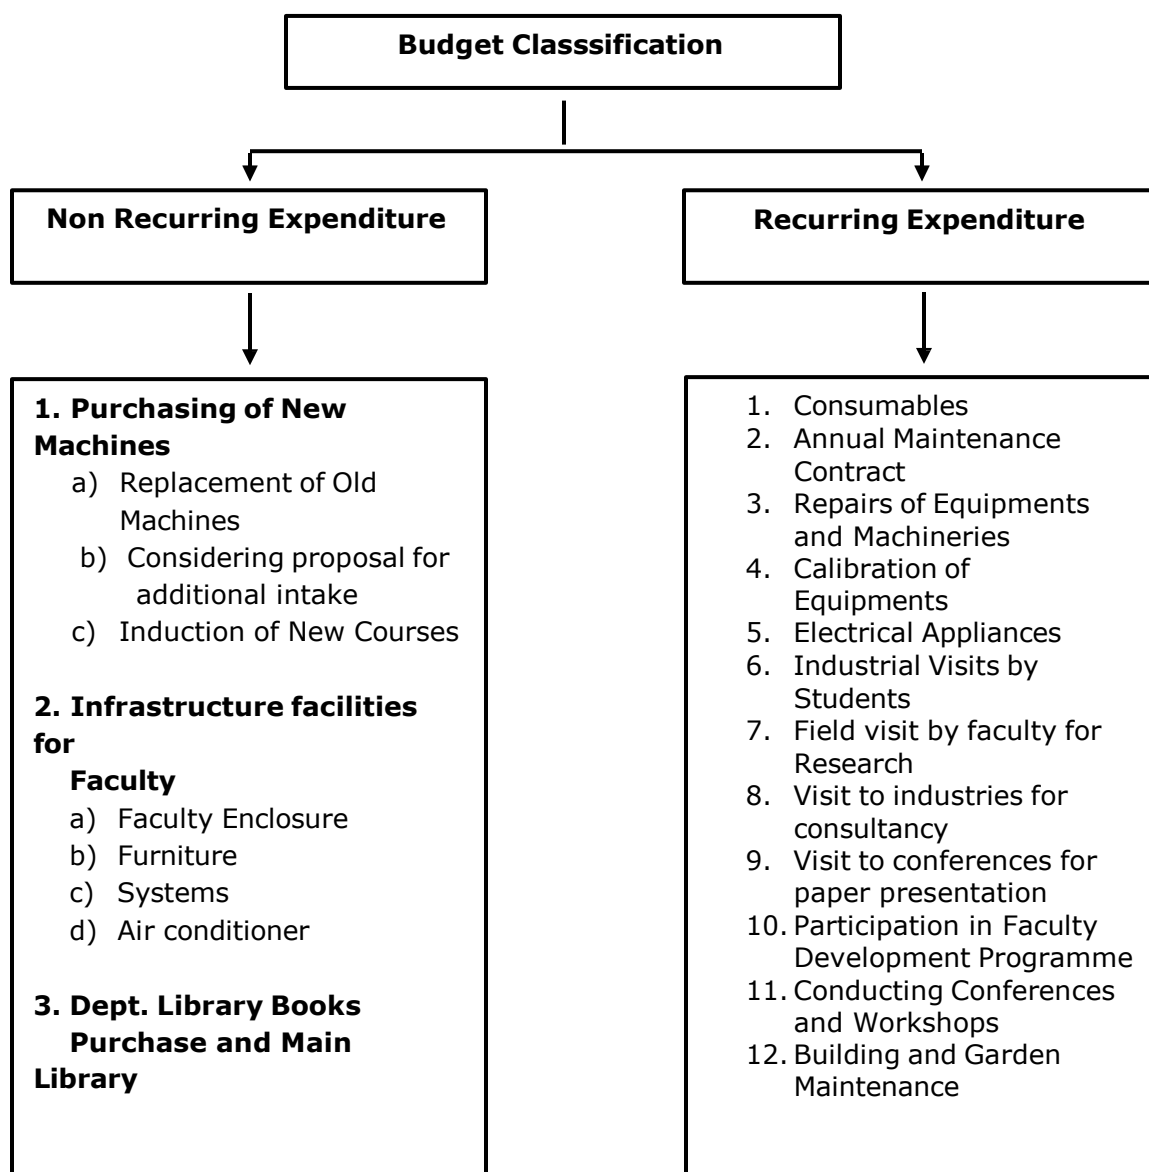 Budget Classsification
Non Recurring Expenditure
Recurring Expenditure
1. Purchasing of New
Machines
a) Replacement of Old
Machines
b) Considering proposal for
additional intake
c) Induction of New Courses
2. Infrastructure facilities
for
Faculty
a) Faculty Enclosure
b) Furniture
c) Systems
d) Air conditioner
3. Dept. Library Books
Purchase and Main
Library
1. Consumables
2. Annual Maintenance
Contract
3. Repairs of Equipments
and Machineries
4. Calibration of
Equipments
5. Electrical Appliances
6. Industrial Visits by
Students
7. Field visit by faculty for
Research
8. Visit to industries for
consultancy
9. Visit to conferences for
paper presentation
10. Participation in Faculty
Development Programme
11. Conducting Conferences
and Workshops
12. Building and Garden
Maintenance